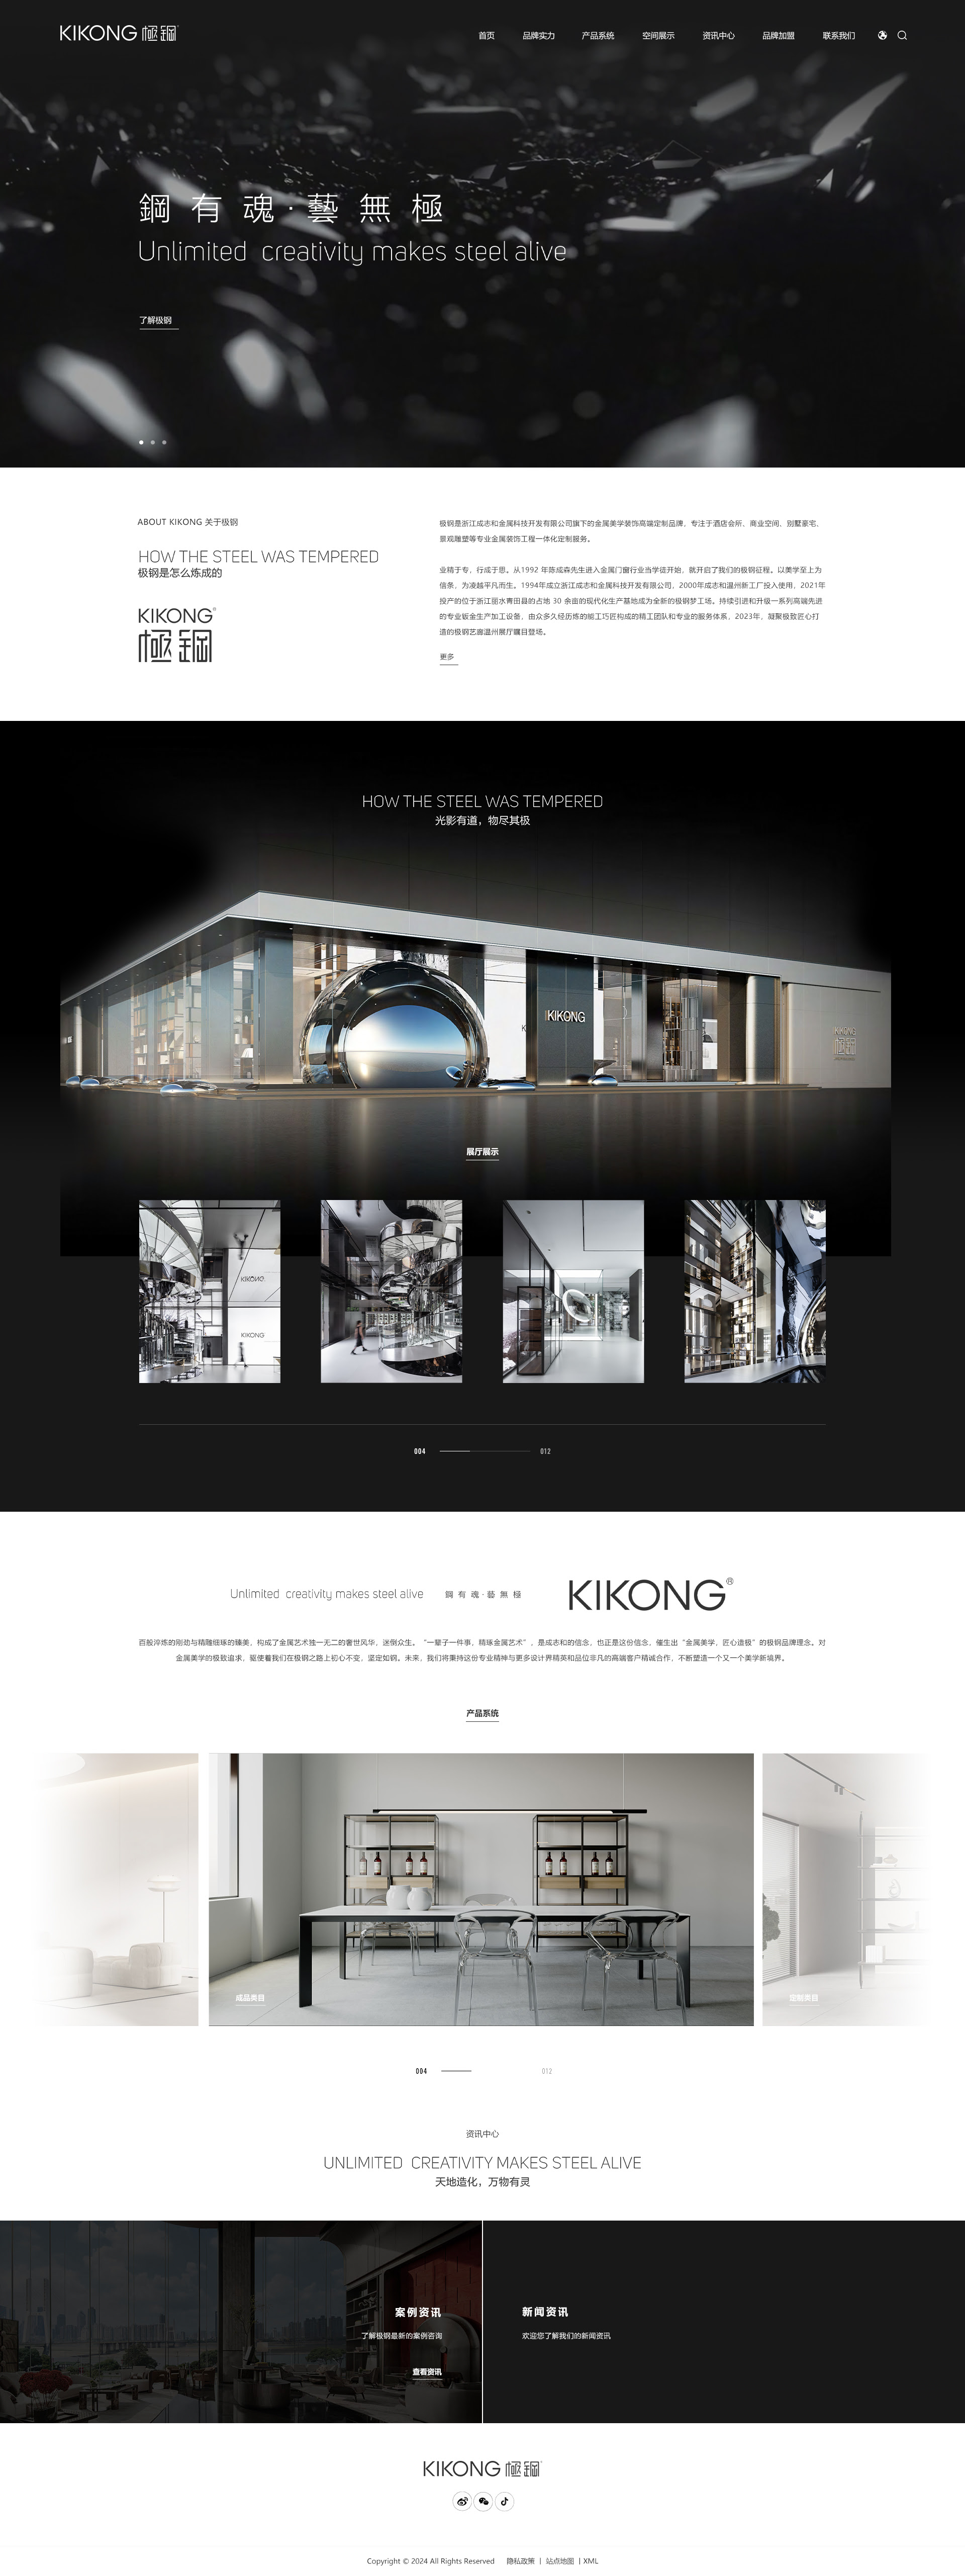 KIKONG 極鋼
首页 品牌实力 产品系统 空间展示 资讯中心 品牌加盟 联系我们
鋼有魂·藝無極
Unlimited creativity makes steel alive
了解极钢
ABOUT KIKONG 关于极钢
HOW THE STEEL WAS TEMPERED
极钢是怎么炼成的
KIKONG®
極鋼
极钢是浙江成志和金属科技开发有限公司旗下的金属美学装饰高端定制品牌，专注于酒店会所、商业空间、别墅豪宅、
景观雕塑等专业金属装饰工程一体化定制服务。
业精于专，行成于思。从1992 年陈成森先生进入金属门窗行业当学徒开始，就开启了我们的极钢征程。以美学至上为
信条，为凌越平凡而生。1994年成立浙江成志和金属科技开发有限公司，2000年成志和温州新工厂投入使用，2021年
投产的位于浙江丽水青田县的占地 30 余亩的现代化生产基地成为全新的极钢梦工场。持续引进和升级一系列高端先进
的专业钣金生产加工设备，由众多久经历炼的能工巧匠构成的精工团队和专业的服务体系，2023年，凝聚极致匠心打
造的极钢艺廊温州展厅瞩目登场。
更多
HOW THE STEEL WAS TEMPERED
光影有道，物尽其极
KIKONG
KIKONG
極鋼
展厅展示
KIKONG
KIKONG
004 012
Unlimited creativity makes steel alive 鋼有魂·藝無極 KIKONG®
百般淬炼的刚劲与精雕细琢的臻美，构成了金属艺术独一无二的奢世风华，迷倒众生。“一辈子一件事，精琢金属艺术”，是成志和的信念，也正是这份信念，催生出“金属美学，匠心造极”的极钢品牌理念。对
金属美学的极致追求，驱使着我们在极钢之路上初心不变，坚定如钢。未来，我们将秉持这份专业精神与更多设计界精英和品位非凡的高端客户精诚合作，不断塑造一个又一个美学新境界。
产品系统
成品类目
定制类目
004 012
资讯中心
UNLIMITED CREATIVITY MAKES STEEL ALIVE
天地造化，万物有灵
案例资讯
了解极钢最新的案例咨询
查看资讯
新闻资讯
欢迎您了解我们的新闻资讯
KIKONG 極鋼
Copyright © 2024 All Rights Reserved 隐私政策 | 站点地图 | XML